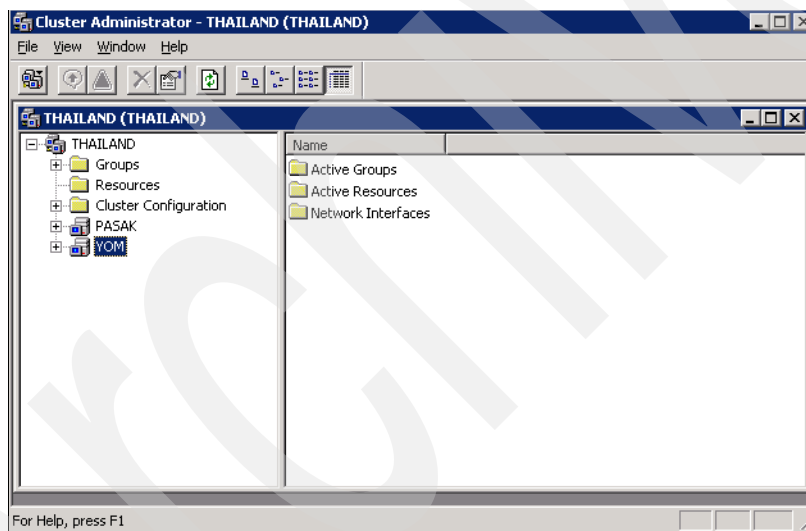 Cluster Administrator - THAILAND (THAILAND)
File View Window Help
THAILAND (THAILAND)
THAILAND
Groups
Resources
Cluster Configuration
PASAK
YOM
Name
Active Groups
Active Resources
Network Interfaces
For Help, press F1